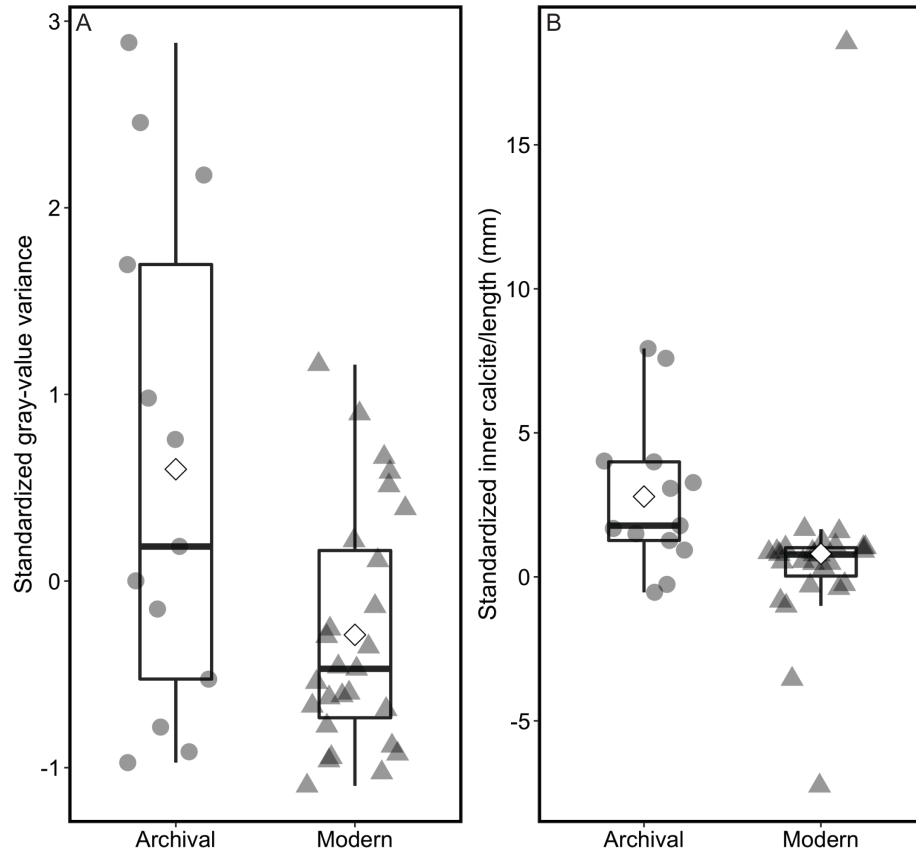 A
Standardized gray-value variance
3
2
1
0
-1
Archival
Modern
B
Standardized inner calcite/length (mm)
15
10
5
0
-5
Archival
Modern